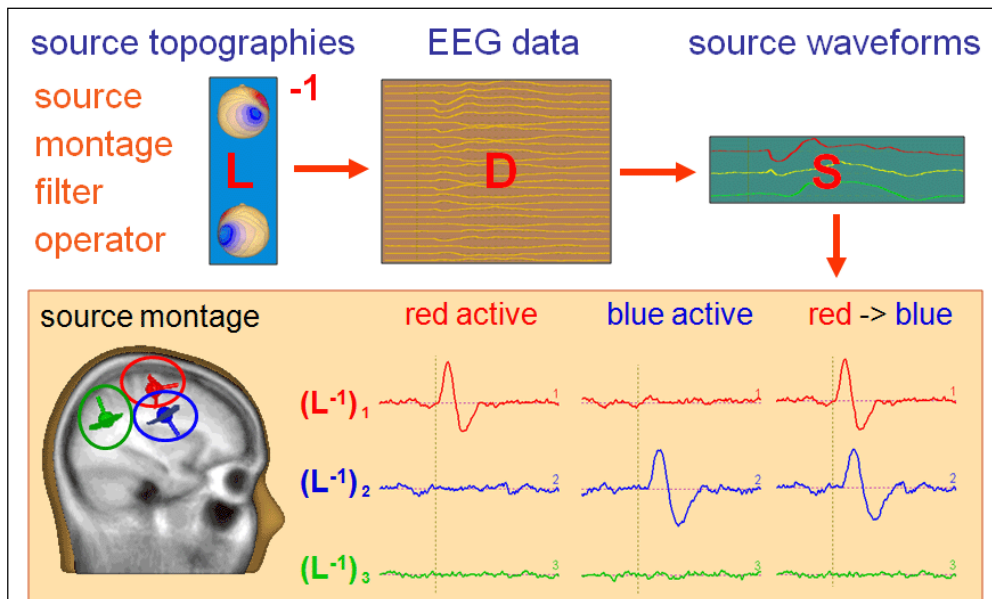 source topographies EEG data source waveforms
source
montage
filter
operator
-1
L D S
source montage red active blue active red -> blue
(L⁻¹)₁ 1 1 1
(L⁻¹)₂ 2 2 2
(L⁻¹)₃ 3 3 3